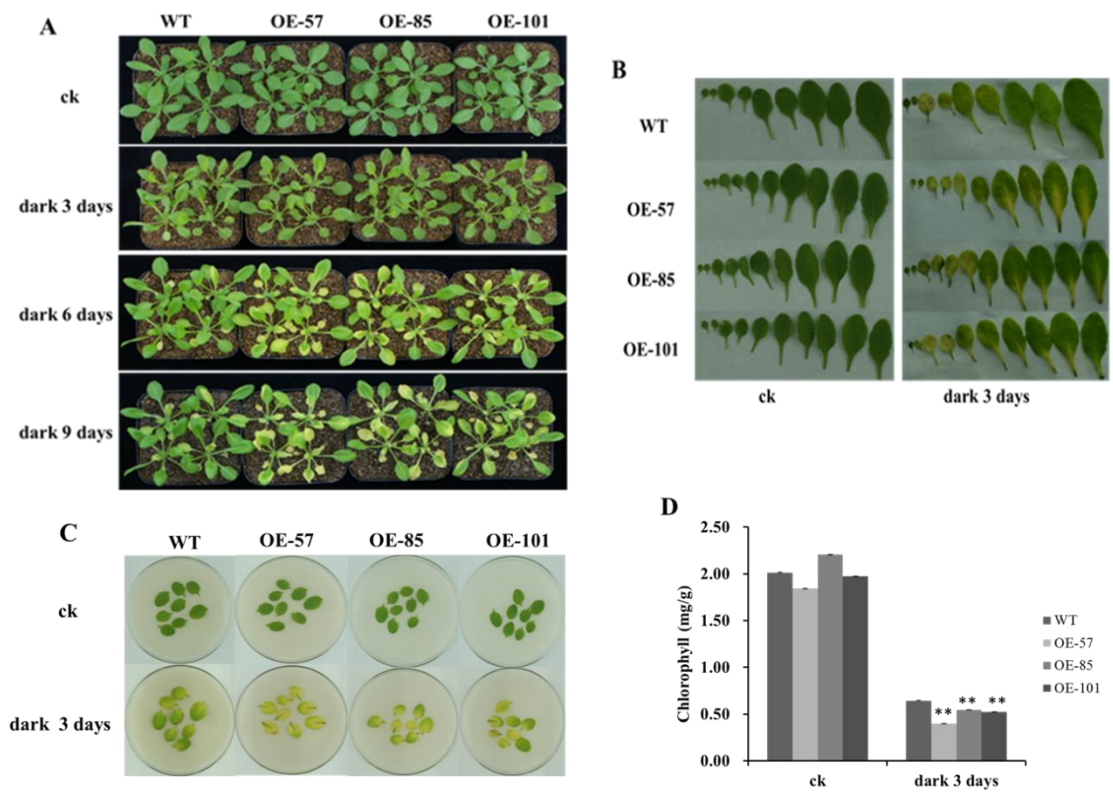 A
WT OE-57 OE-85 OE-101
ck
dark 3 days
dark 6 days
dark 9 days
B
WT
OE-57
OE-85
OE-101
ck dark 3 days
C
WT OE-57 OE-85 OE-101
ck
dark 3 days
D
2.50
2.00
1.50
1.00
0.50
0.00
Chlorophyll (mg/g)
** ** **
ck dark 3 days
WT
OE-57
OE-85
OE-101